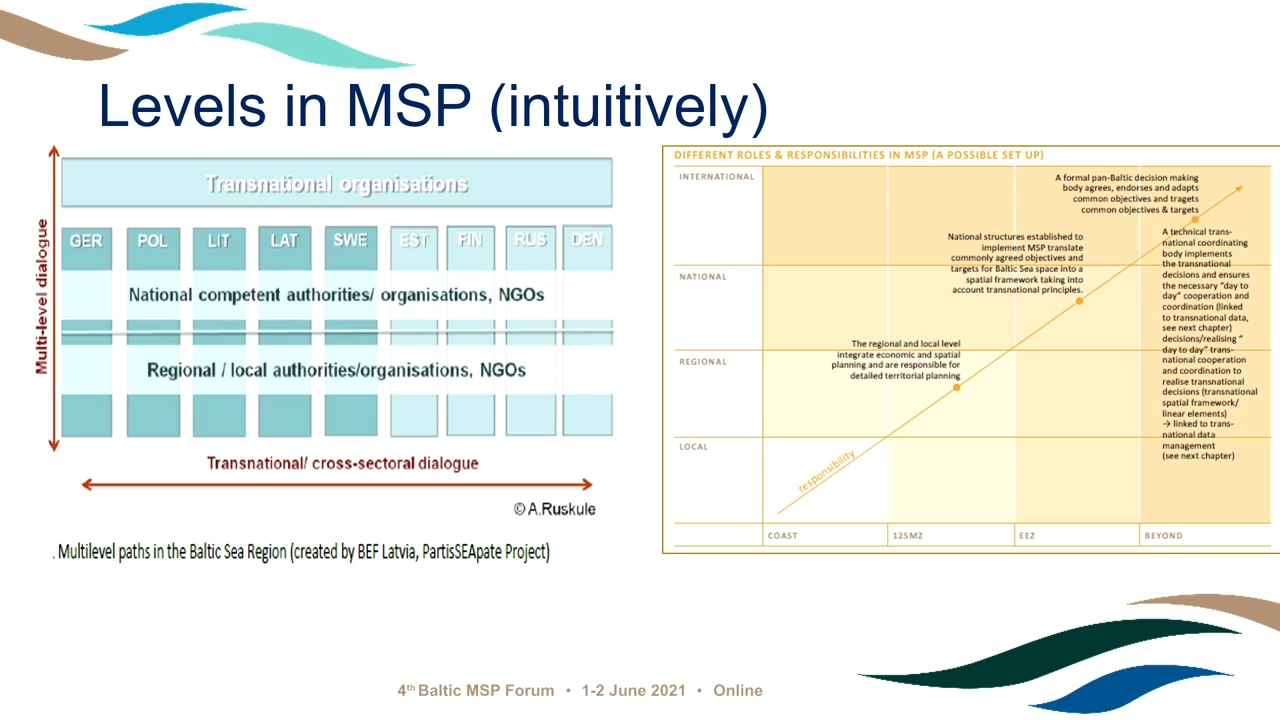 Levels in MSP (intuitively)
Multi-level dialogue
Transnational organisations
GER POL LIT LAT SWE EST FIN RUS DEN
National competent authorities/ organisations, NGOs
Regional / local authorities/organisations, NGOs
Transnational/ cross-sectoral dialogue
© A.Ruskule
. Multilevel paths in the Baltic Sea Region (created by BEF Latvia, PartisSEApate Project)
DIFFERENT ROLES & RESPONSIBILITIES IN MSP (A POSSIBLE SET UP)
INTERNATIONAL
A formal pan-Baltic decision making
body agrees, endorses and adapts
common objectives and tragets
common objectives & targets
NATIONAL
National structures established to
implement MSP translate
commonly agreed objectives and
targets for Baltic Sea space into a
spatial framework taking into
account transnational principles.
A technical trans-
national coordinating
body implements
the transnational
decisions and ensures
the necessary “day to
day” cooperation and
coordination (linked
to transnational data,
see next chapter)
decisions/realising “
day to day” trans-
national cooperation
and coordination to
realise transnational
decisions (transnational
spatial framework/
linear elements)
→ linked to trans-
national data
management
(see next chapter)
REGIONAL
The regional and local level
integrate economic and spatial
planning and are responsible for
detailed territorial planning
LOCAL
responsibility
COAST 12SMZ EEZ BEYOND
4th Baltic MSP Forum • 1-2 June 2021 • Online